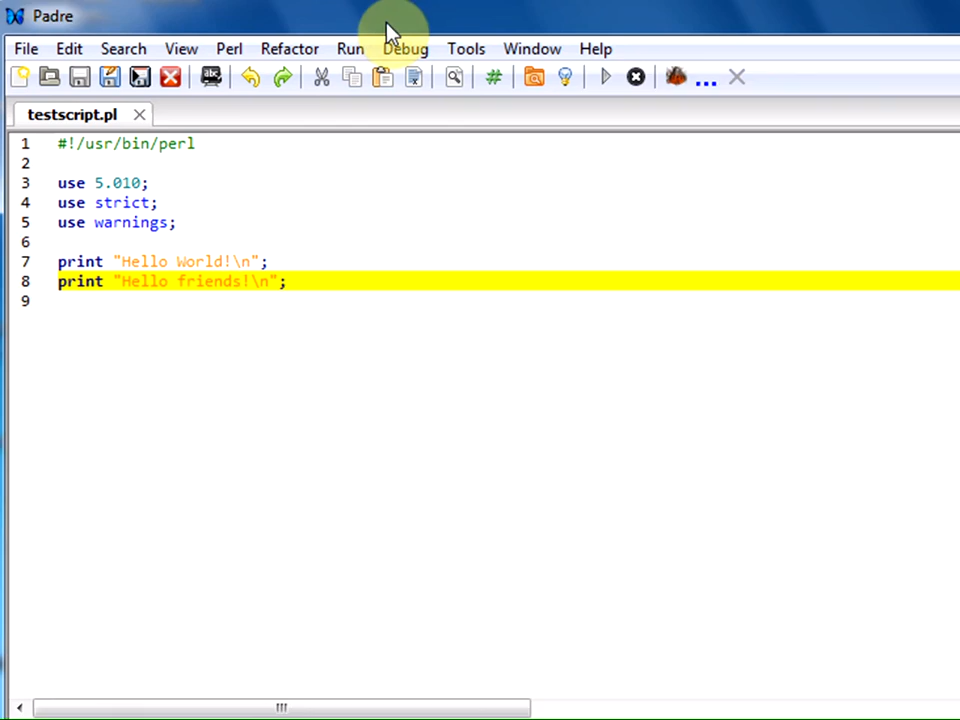 Padre
File Edit Search View Perl Refactor Run Debug Tools Window Help
abc # ...
testscript.pl
1 #!/usr/bin/perl
2
3 use 5.010;
4 use strict;
5 use warnings;
6
7 print "Hello World!\n";
8 print "Hello friends!\n";
9